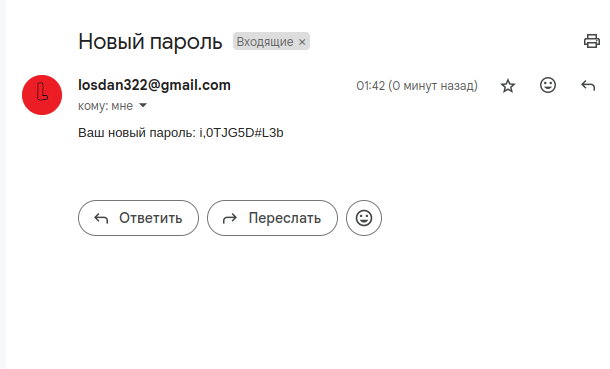 Новый пароль Входящие ×
losdan322@gmail.com 01:42 (0 минут назад)
кому: мне
Ваш новый пароль: i,0TJG5D#L3b
Ответить Переслать